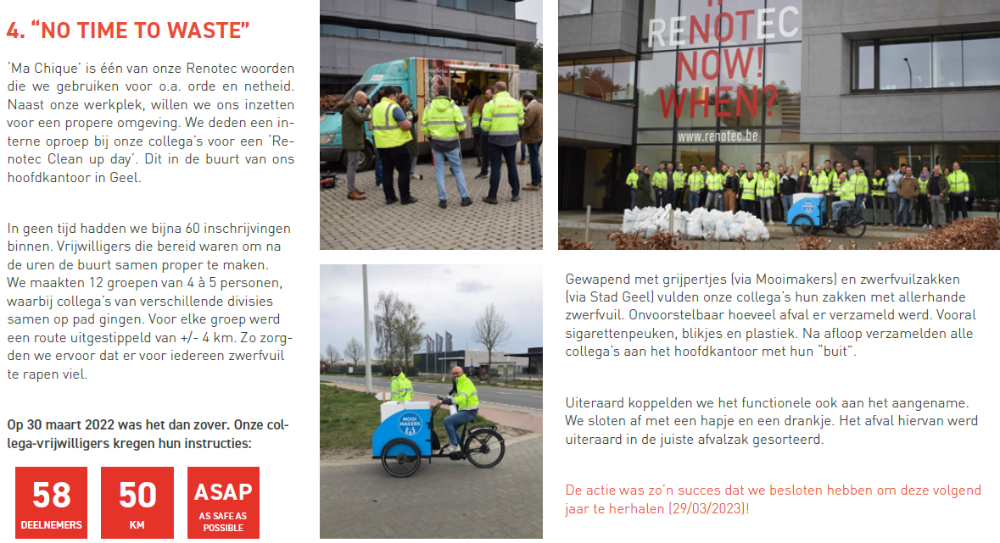 4. “NO TIME TO WASTE”
‘Ma Chique’ is één van onze Renotec woorden
die we gebruiken voor o.a. orde en netheid.
Naast onze werkplek, willen we ons inzetten
voor een propere omgeving. We deden een in-
terne oproep bij onze collega’s voor een ‘Re-
notec Clean up day’. Dit in de buurt van ons
hoofdkantoor in Geel.
In geen tijd hadden we bijna 60 inschrijvingen
binnen. Vrijwilligers die bereid waren om na
de uren de buurt samen proper te maken.
We maakten 12 groepen van 4 à 5 personen,
waarbij collega’s van verschillende divisies
samen op pad gingen. Voor elke groep werd
een route uitgestippeld van +/- 4 km. Zo zorg-
den we ervoor dat er voor iedereen zwerfvuil
te rapen viel.
Op 30 maart 2022 was het dan zover. Onze col-
lega-vrijwilligers kregen hun instructies:
58
DEELNEMERS
50
KM
ASAP
AS SAFE AS
POSSIBLE
MOOI
MAKERS
RENOTEC
NOW!
WHEN?
www.renotec.be
Gewapend met grijpertjes (via Mooimakers) en zwerfvuilzakken
(via Stad Geel) vulden onze collega’s hun zakken met allerhande
zwerfvuil. Onvoorstelbaar hoeveel afval er verzameld werd. Vooral
sigarettenpeuken, blikjes en plastiek. Na afloop verzamelden alle
collega’s aan het hoofdkantoor met hun “buit”.
Uiteraard koppelden we het functionele ook aan het aangename.
We sloten af met een hapje en een drankje. Het afval hiervan werd
uiteraard in de juiste afvalzak gesorteerd.
De actie was zo’n succes dat we besloten hebben om deze volgend
jaar te herhalen (29/03/2023)!